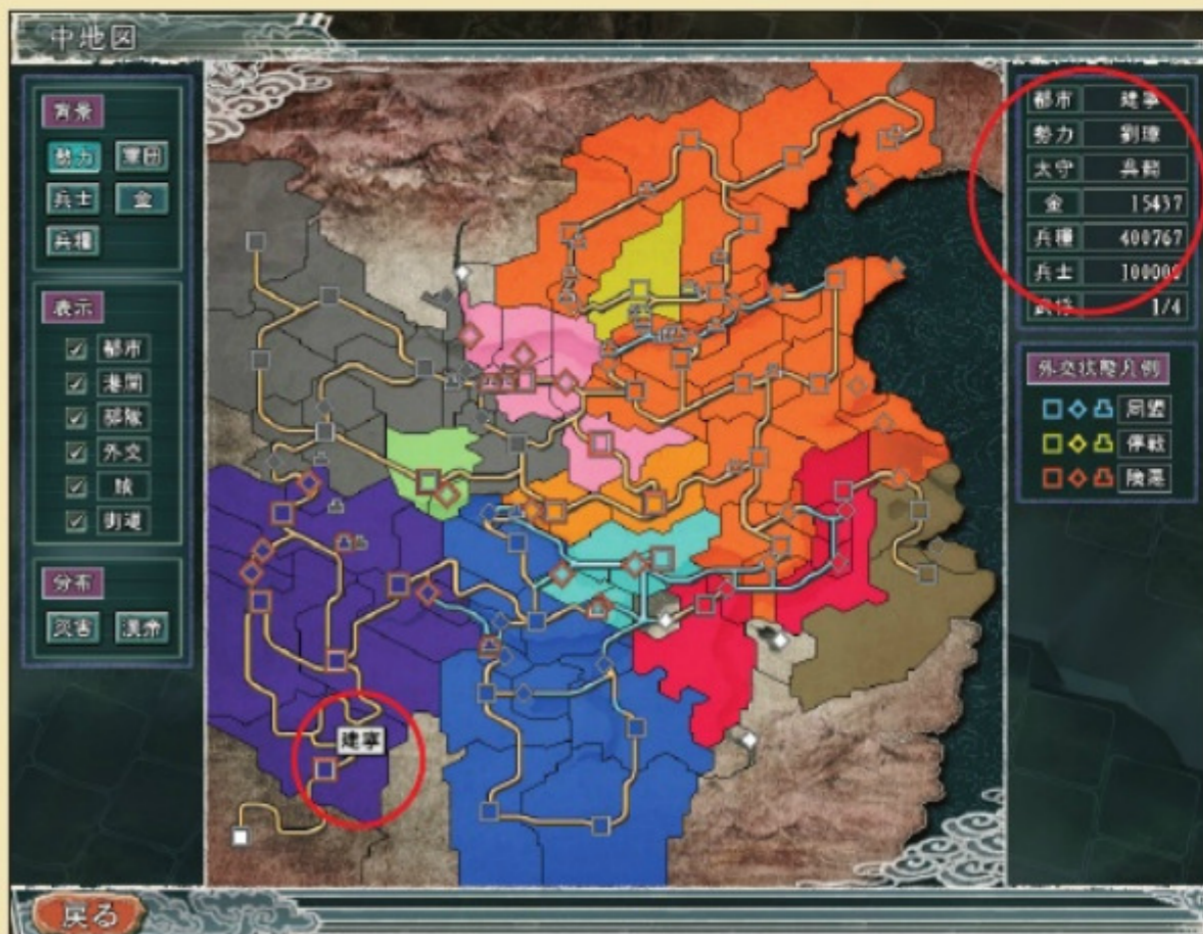 中地図
背景
勢力 軍団
兵士 金
兵糧
表示
都市
港関
部隊
外交
賊
街道
分布
災害 漢帝
建寧
都市 建寧
勢力 劉璋
太守 呉懿
金 15437
兵糧 400767
兵士 100000
武将 1/4
外交状態凡例
同盟
停戦
険悪
戻る